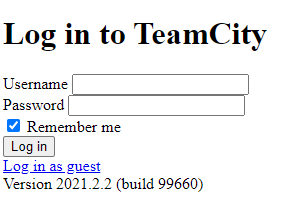 Log in to TeamCity
Username
Password
Remember me
Log in
Log in as guest
Version 2021.2.2 (build 99660)